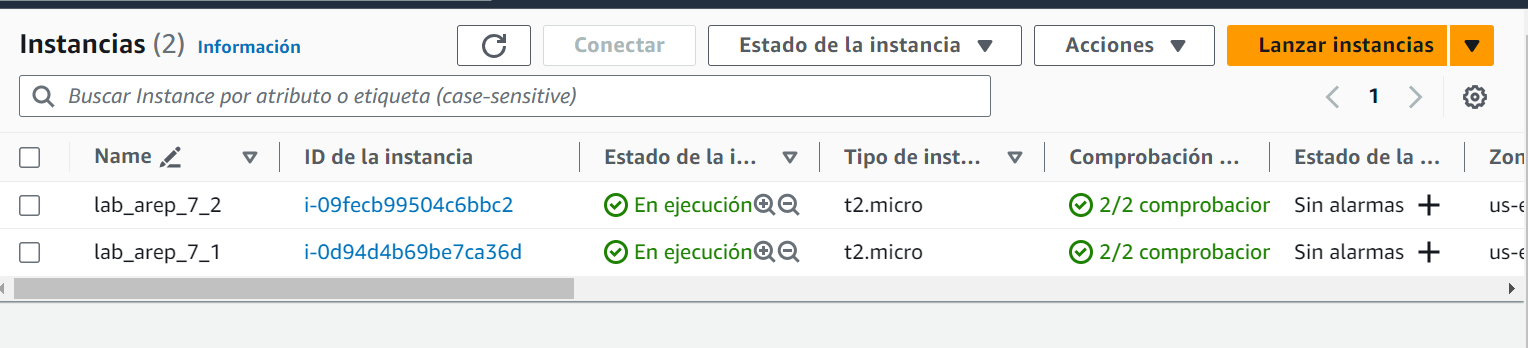 Instancias (2) Información Conectar Estado de la instancia Acciones Lanzar instancias
Buscar Instance por atributo o etiqueta (case-sensitive) 1
Name ID de la instancia Estado de la i... Tipo de inst... Comprobación ... Estado de la ... Zon
lab_arep_7_2 i-09fecb99504c6bbc2 En ejecución t2.micro 2/2 comprobacior Sin alarmas us-e
lab_arep_7_1 i-0d94d4b69be7ca36d En ejecución t2.micro 2/2 comprobacior Sin alarmas us-e